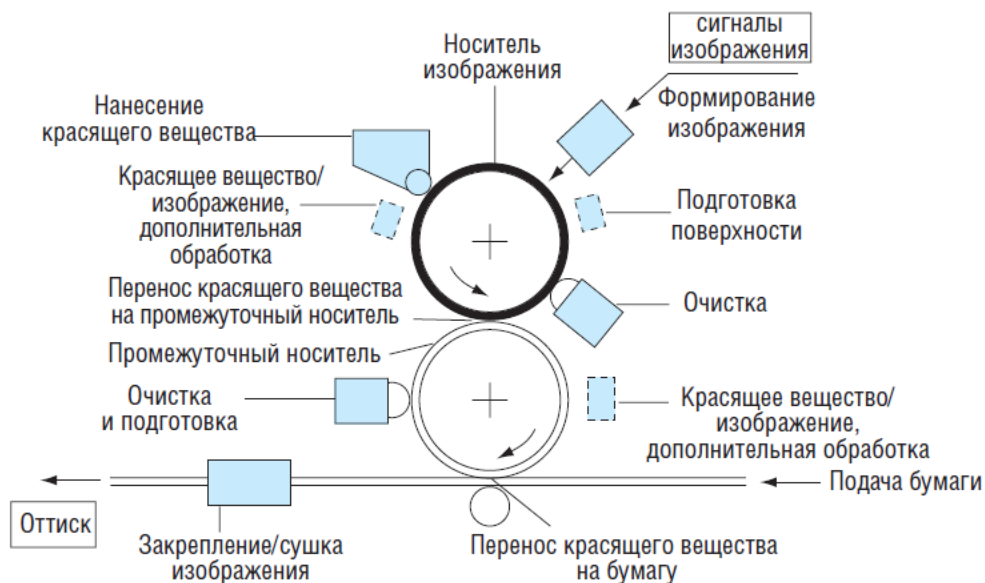 сигналы
изображения
Носитель
изображения
Формирование
изображения
Нанесение
красящего вещества
Красящее вещество/
изображение,
дополнительная
обработка
Подготовка
поверхности
Перенос красящего вещества
на промежуточный носитель
Очистка
Промежуточный носитель
Очистка
и подготовка
Красящее вещество/
изображение,
дополнительная обработка
Подача бумаги
Оттиск
Закрепление/сушка
изображения
Перенос красящего вещества
на бумагу